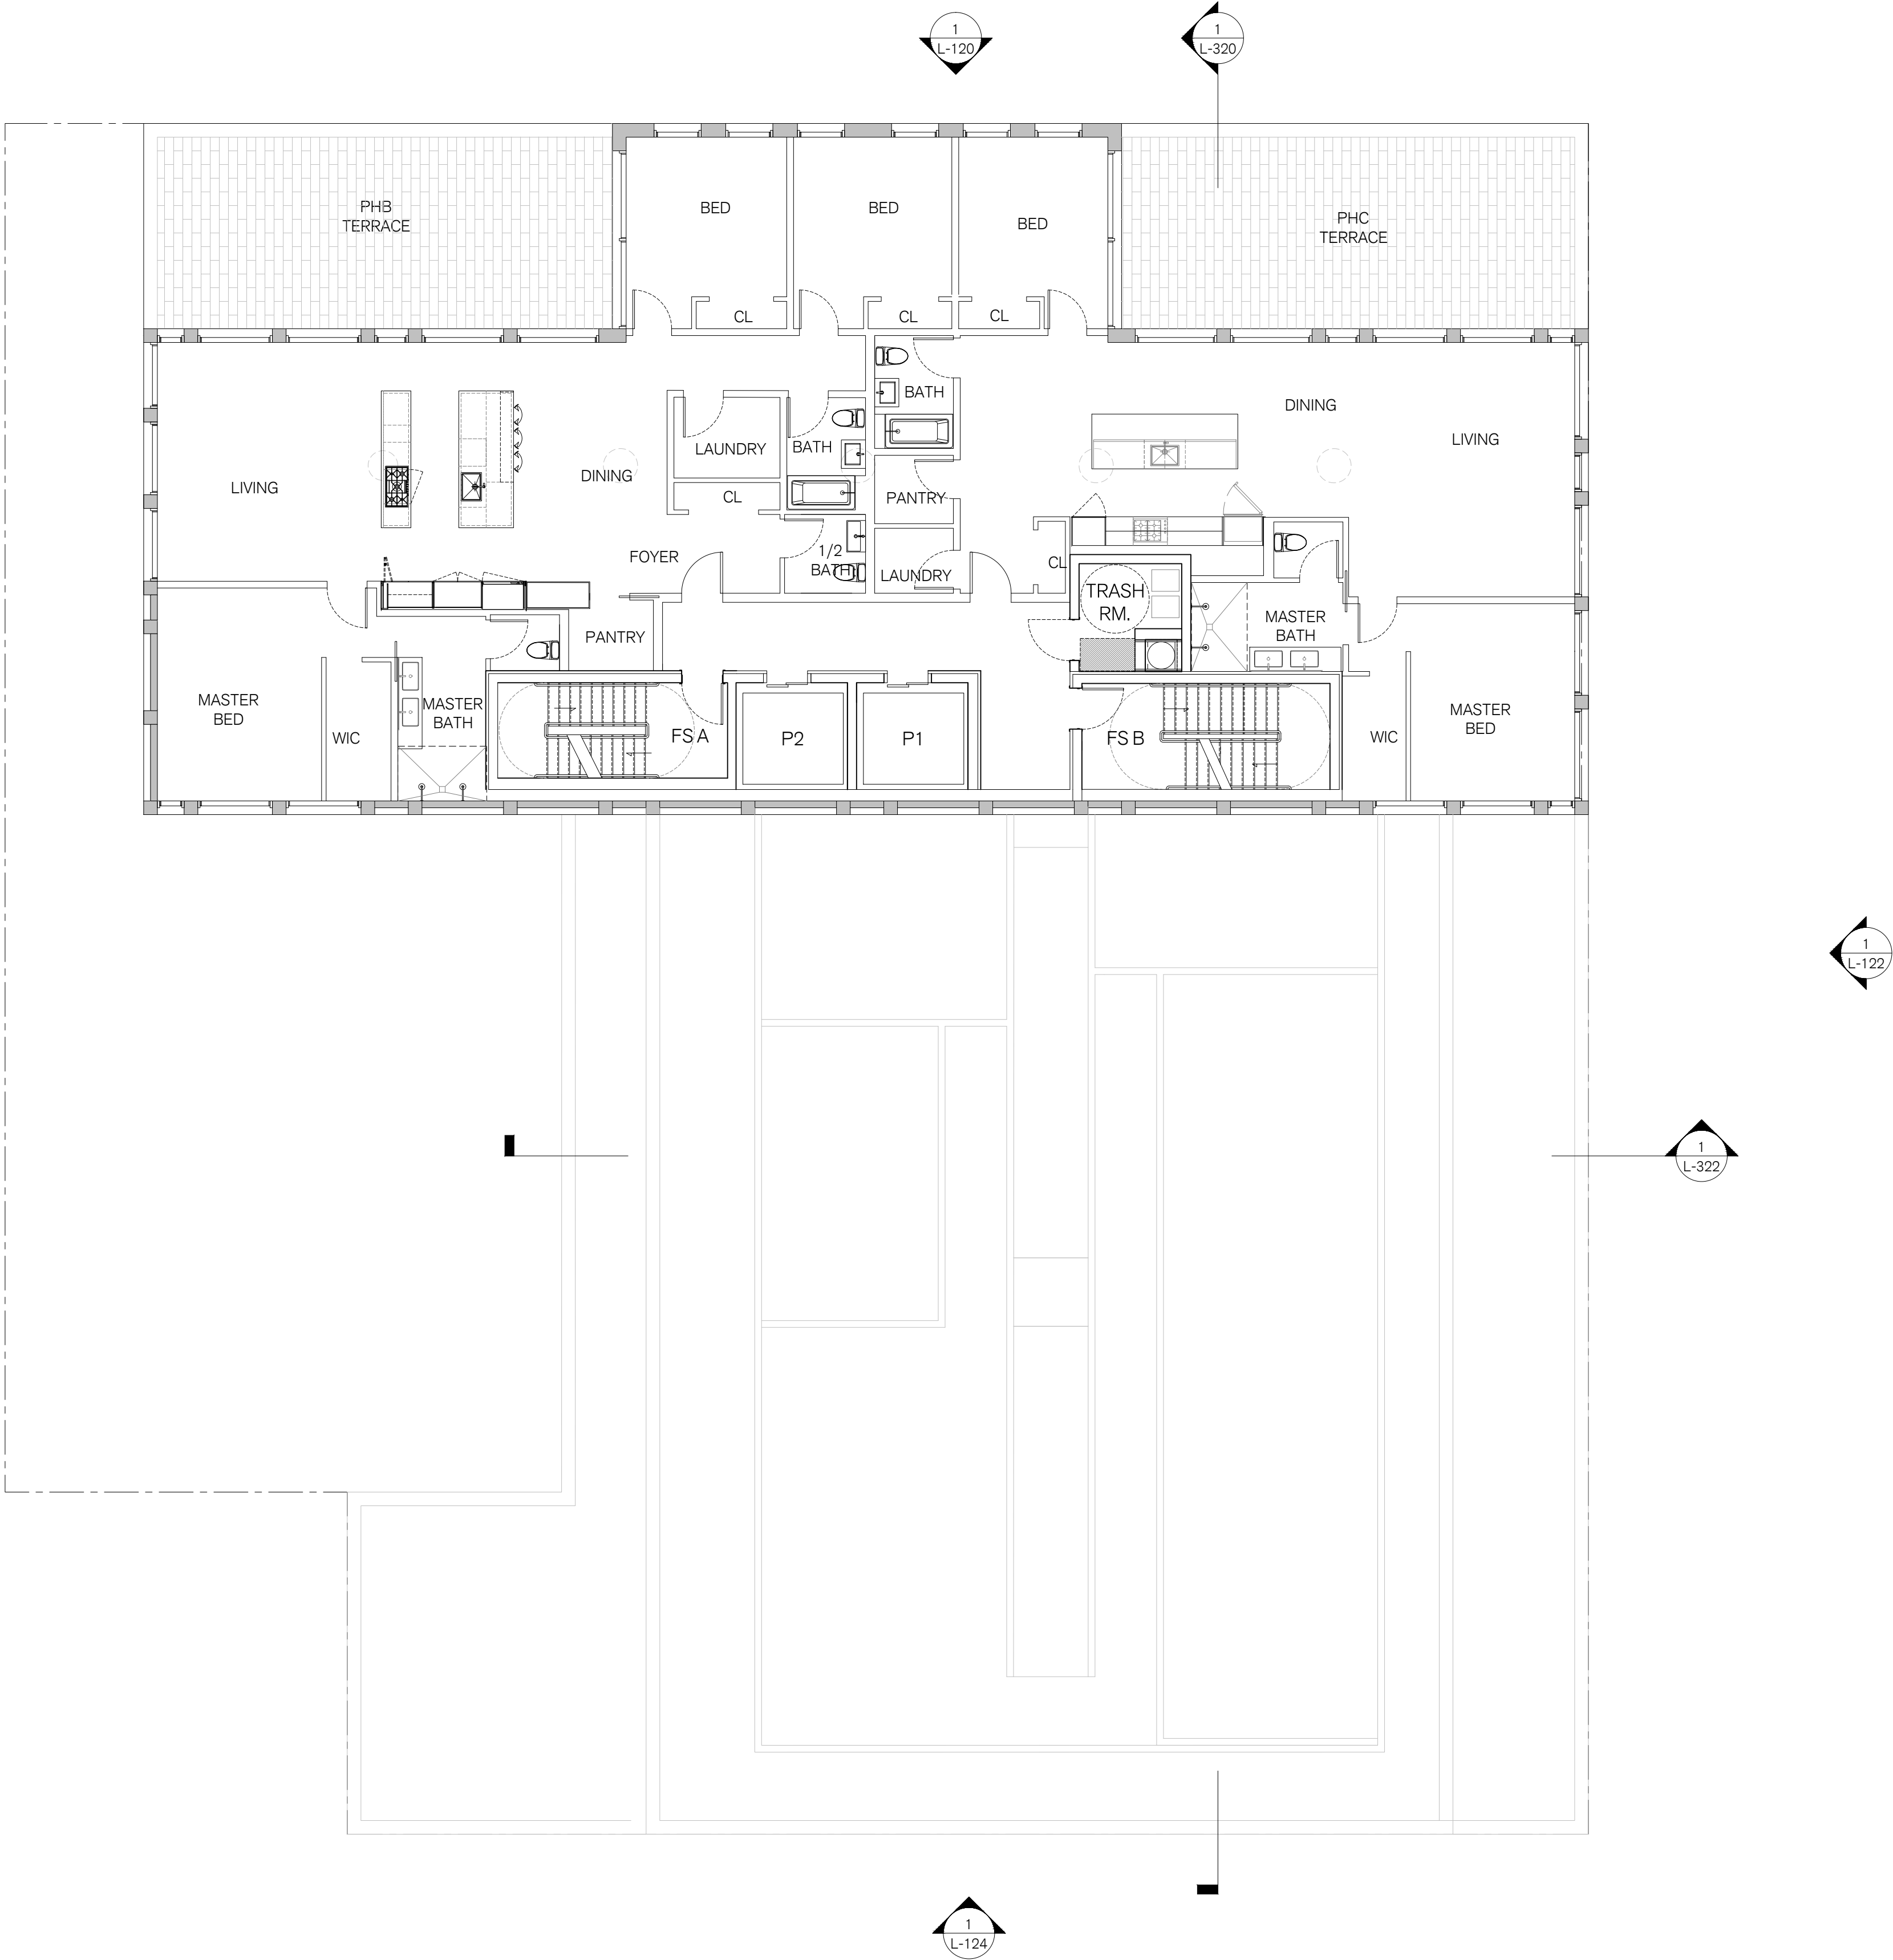 1
L-120
1
L-320
PHB
TERRACE
BED
BED
BED
PHC
TERRACE
CL
CL
CL
BATH
DINING
LIVING
LAUNDRY
BATH
DINING
LIVING
CL
PANTRY
FOYER
1/2
BATH
LAUNDRY
CL
TRASH
RM.
MASTER
BATH
PANTRY
MASTER
BED
WIC
MASTER
BATH
FS A
P2
P1
FS B
WIC
MASTER
BED
1
L-122
1
L-322
1
L-124